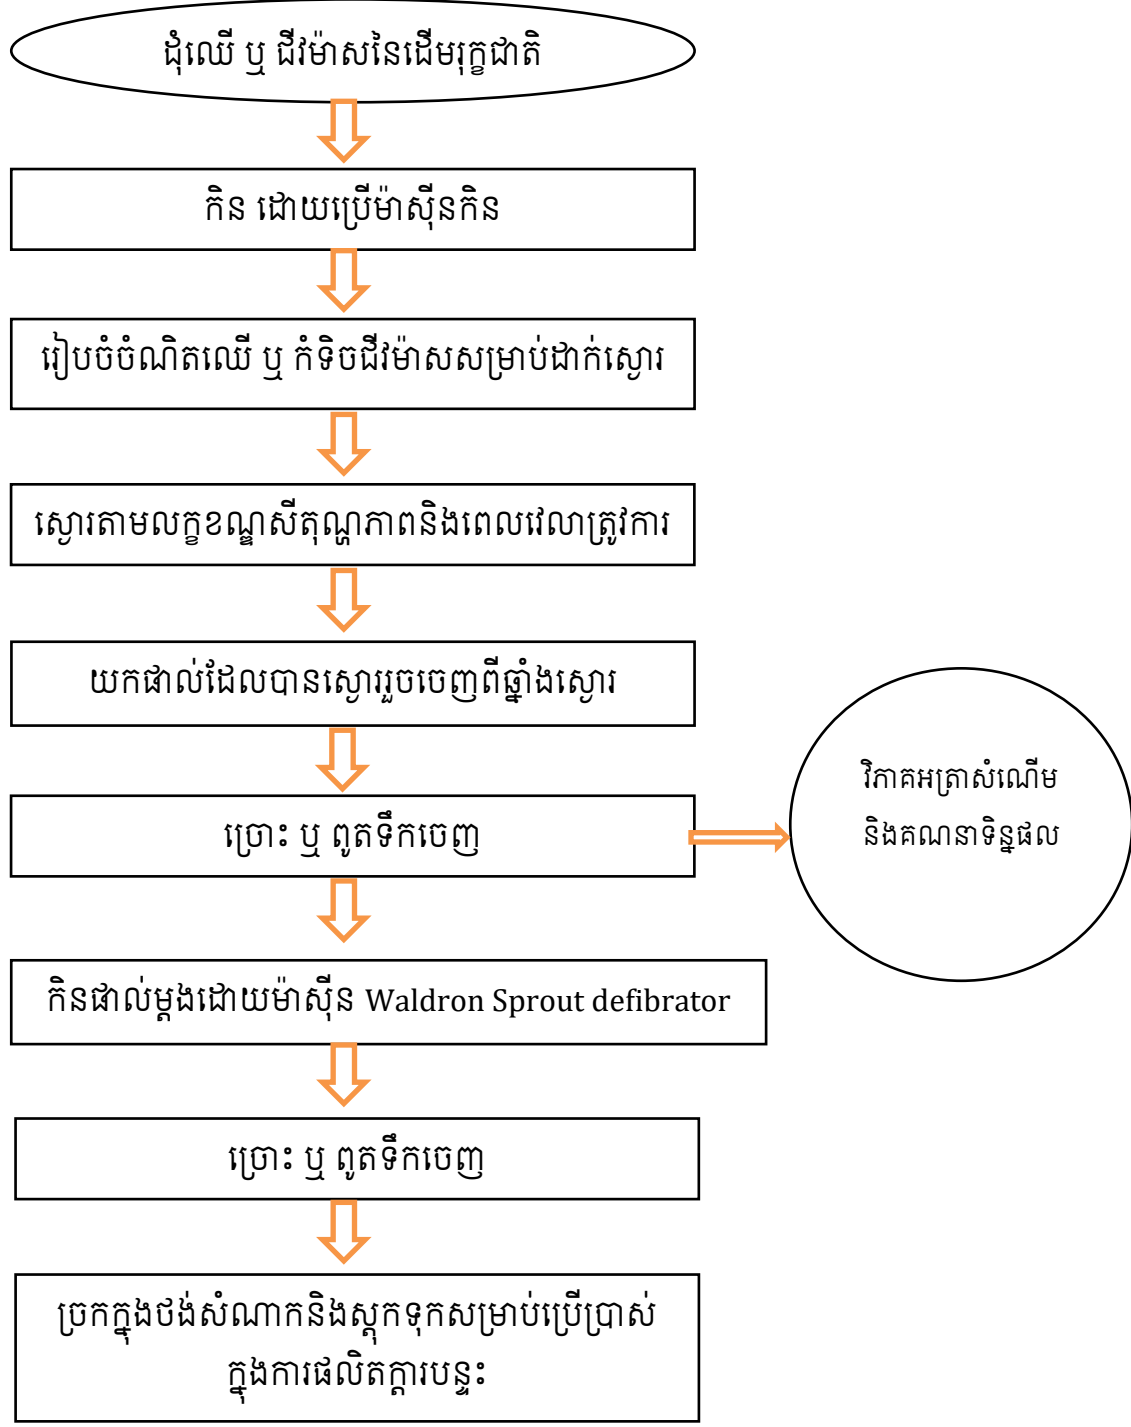 ដុំឈើ ឬ ជីវម៉ាសនៃដើមរុក្ខជាតិ
កិន ដោយប្រើម៉ាស៊ីនកិន
រៀបចំចំណិតឈើ ឬ កំទិចជីវម៉ាសសម្រាប់ដាក់ស្ងោរ
ស្ងោរតាមលក្ខខណ្ឌសីតុណ្ហភាពនិងពេលវេលាត្រូវការ
យកផាល់ដែលបានស្ងោររួចចេញពីឆ្នាំងស្ងោរ
ច្រោះ ឬ ពូតទឹកចេញ
វិភាគអត្រាសំណើម
និងគណនាទិន្នផល
កិនផាល់ម្តងដោយម៉ាស៊ីន Waldron Sprout defibrator
ច្រោះ ឬ ពូតទឹកចេញ
ច្រកក្នុងថង់សំណាកនិងស្តុកទុកសម្រាប់ប្រើប្រាស់
ក្នុងការផលិតក្តារបន្ទះ